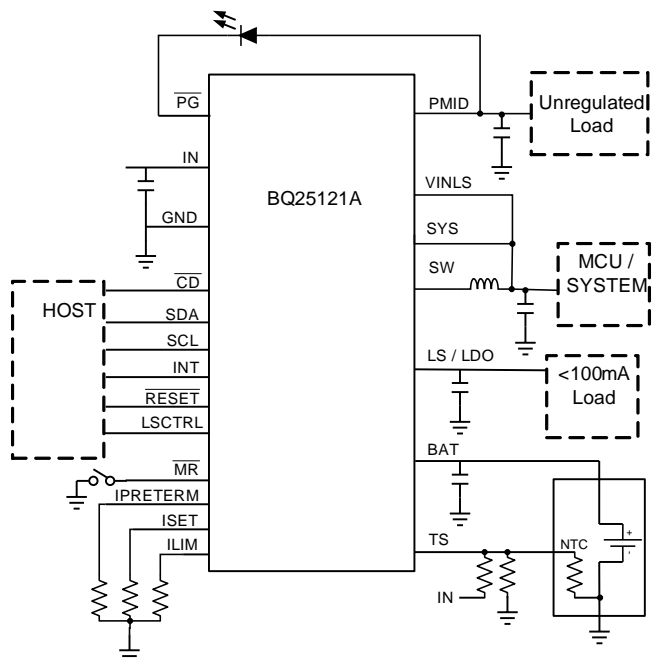 PG
PMID
Unregulated
Load
IN
VINLS
BQ25121A
GND
SYS
SW
MCU /
SYSTEM
CD
HOST
SDA
SCL
INT
LS / LDO
<100mA
Load
RESET
LSCTRL
BAT
MR
IPRETERM
ISET
ILIM
TS
NTC
+
-
IN